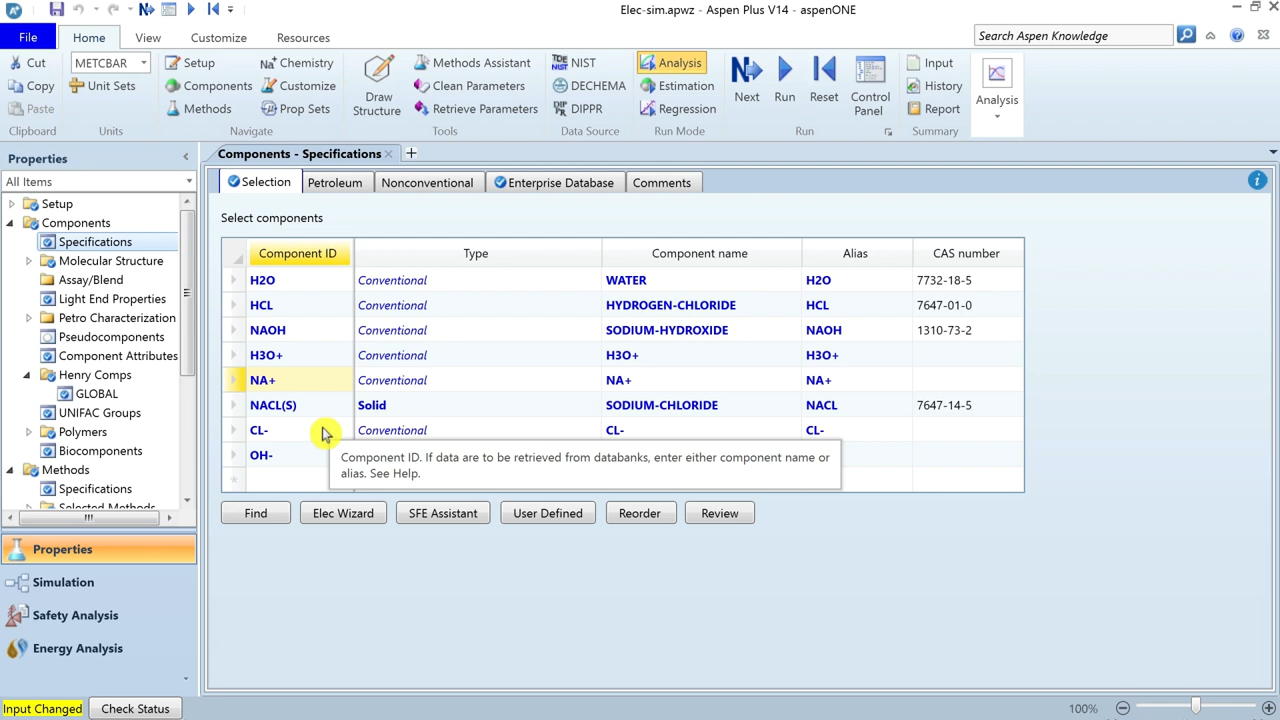 Elec-sim.apwz - Aspen Plus V14 - aspenONE
File Home View Customize Resources Search Aspen Knowledge
Cut METCBAR Setup Chemistry Methods Assistant NIST Analysis Input
Copy Unit Sets Components Customize Clean Parameters DECHEMA Estimation History
Paste Methods Prop Sets Draw Structure Retrieve Parameters DIPPR Regression Next Run Reset Control Panel Report Analysis
Clipboard Units Navigate Tools Data Source Run Mode Run Summary
Properties
All Items
Setup
Components
Specifications
Molecular Structure
Assay/Blend
Light End Properties
Petro Characterization
Pseudocomponents
Component Attributes
Henry Comps
GLOBAL
UNIFAC Groups
Polymers
Biocomponents
Methods
Specifications
Selected Methods
Properties
Simulation
Safety Analysis
Energy Analysis
Components - Specifications
Selection Petroleum Nonconventional Enterprise Database Comments
Select components
Component ID Type Component name Alias CAS number
H2O Conventional WATER H2O 7732-18-5
HCL Conventional HYDROGEN-CHLORIDE HCL 7647-01-0
NAOH Conventional SODIUM-HYDROXIDE NAOH 1310-73-2
H3O+ Conventional H3O+ H3O+
NA+ Conventional NA+ NA+
NACL(S) Solid SODIUM-CHLORIDE NACL 7647-14-5
CL- Conventional CL- CL-
OH-
Component ID. If data are to be retrieved from databanks, enter either component name or
alias. See Help.
Find Elec Wizard SFE Assistant User Defined Reorder Review
Input Changed Check Status 100%